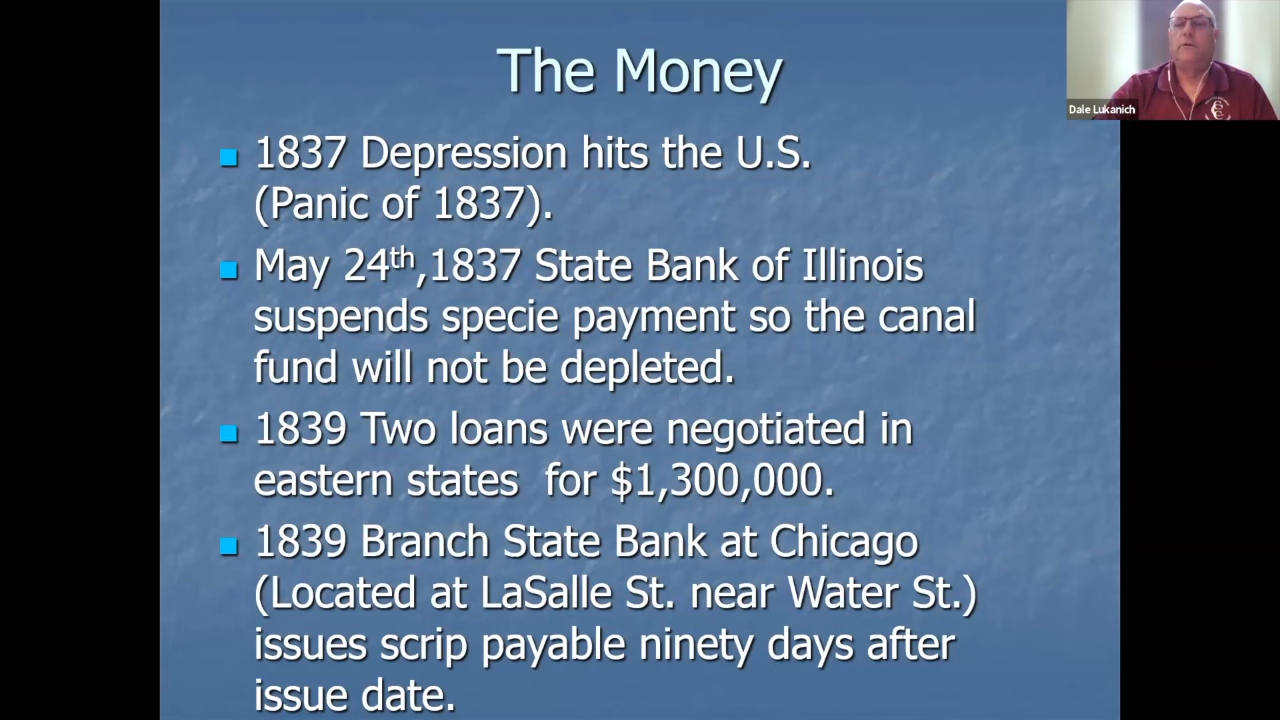 The Money
Dale Lukanich
1837 Depression hits the U.S.
(Panic of 1837).
May 24th,1837 State Bank of Illinois
suspends specie payment so the canal
fund will not be depleted.
1839 Two loans were negotiated in
eastern states for $1,300,000.
1839 Branch State Bank at Chicago
(Located at LaSalle St. near Water St.)
issues scrip payable ninety days after
issue date.